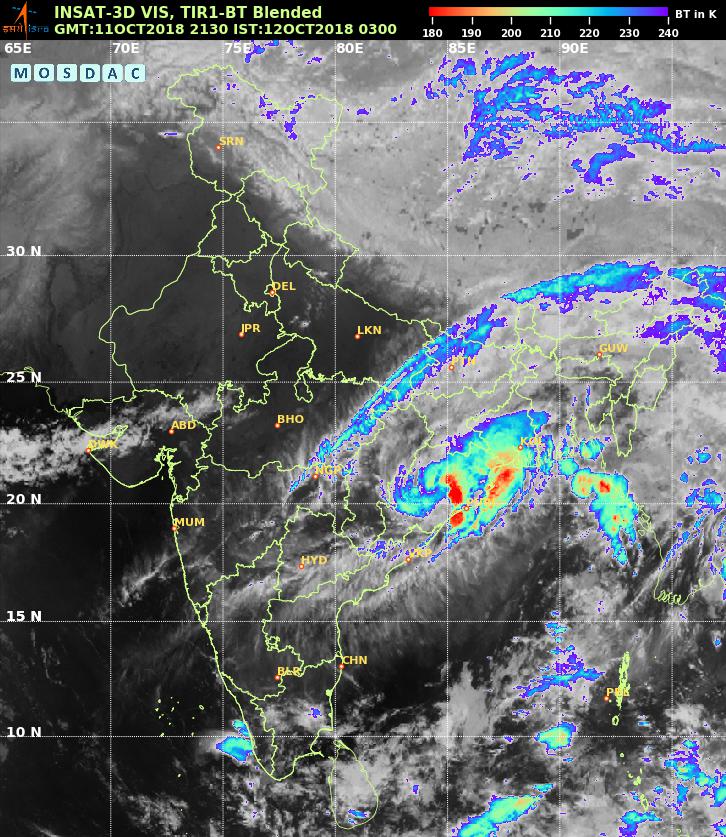 INSAT-3D VIS, TIR1-BT Blended
GMT:11OCT2018 2130 IST:12OCT2018 0300
BT in K
180 190 200 210 220 230 240
65E 70E 75E 80E 85E 90E
MOSDAC
SRN
30 N
DEL
JPR
LKN
GUW
25 N
ABD
BHO
DWK
KOL
NGP
20 N
MUM
HYD
15 N
CHN
BLR
10 N